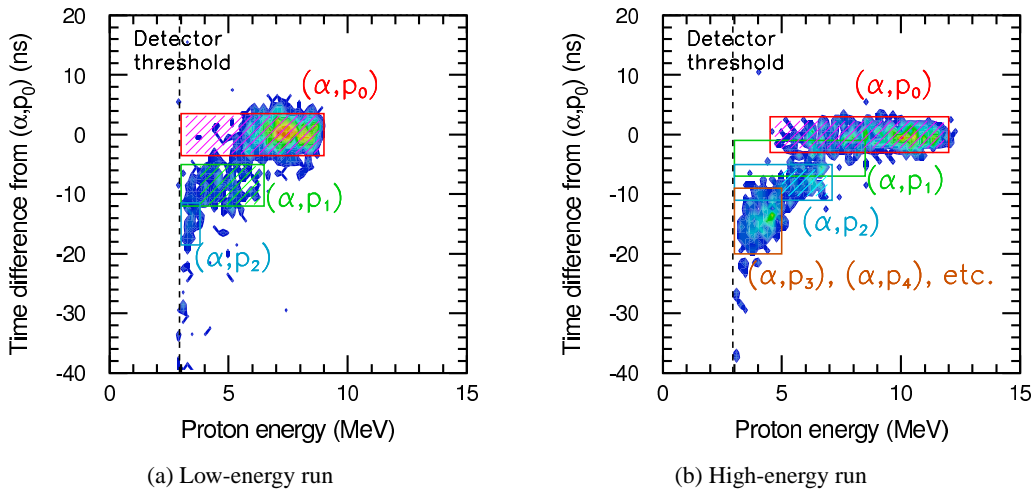 20
10
0
-10
-20
-30
-40
0
5
10
15
Time difference from (α,p₀) (ns)
Proton energy (MeV)
Detector
threshold
(α,p₀)
(α,p₁)
(α,p₂)
(a) Low-energy run
20
10
0
-10
-20
-30
-40
0
5
10
15
Time difference from (α,p₀) (ns)
Proton energy (MeV)
Detector
threshold
(α,p₀)
(α,p₁)
(α,p₂)
(α,p₃), (α,p₄), etc.
(b) High-energy run